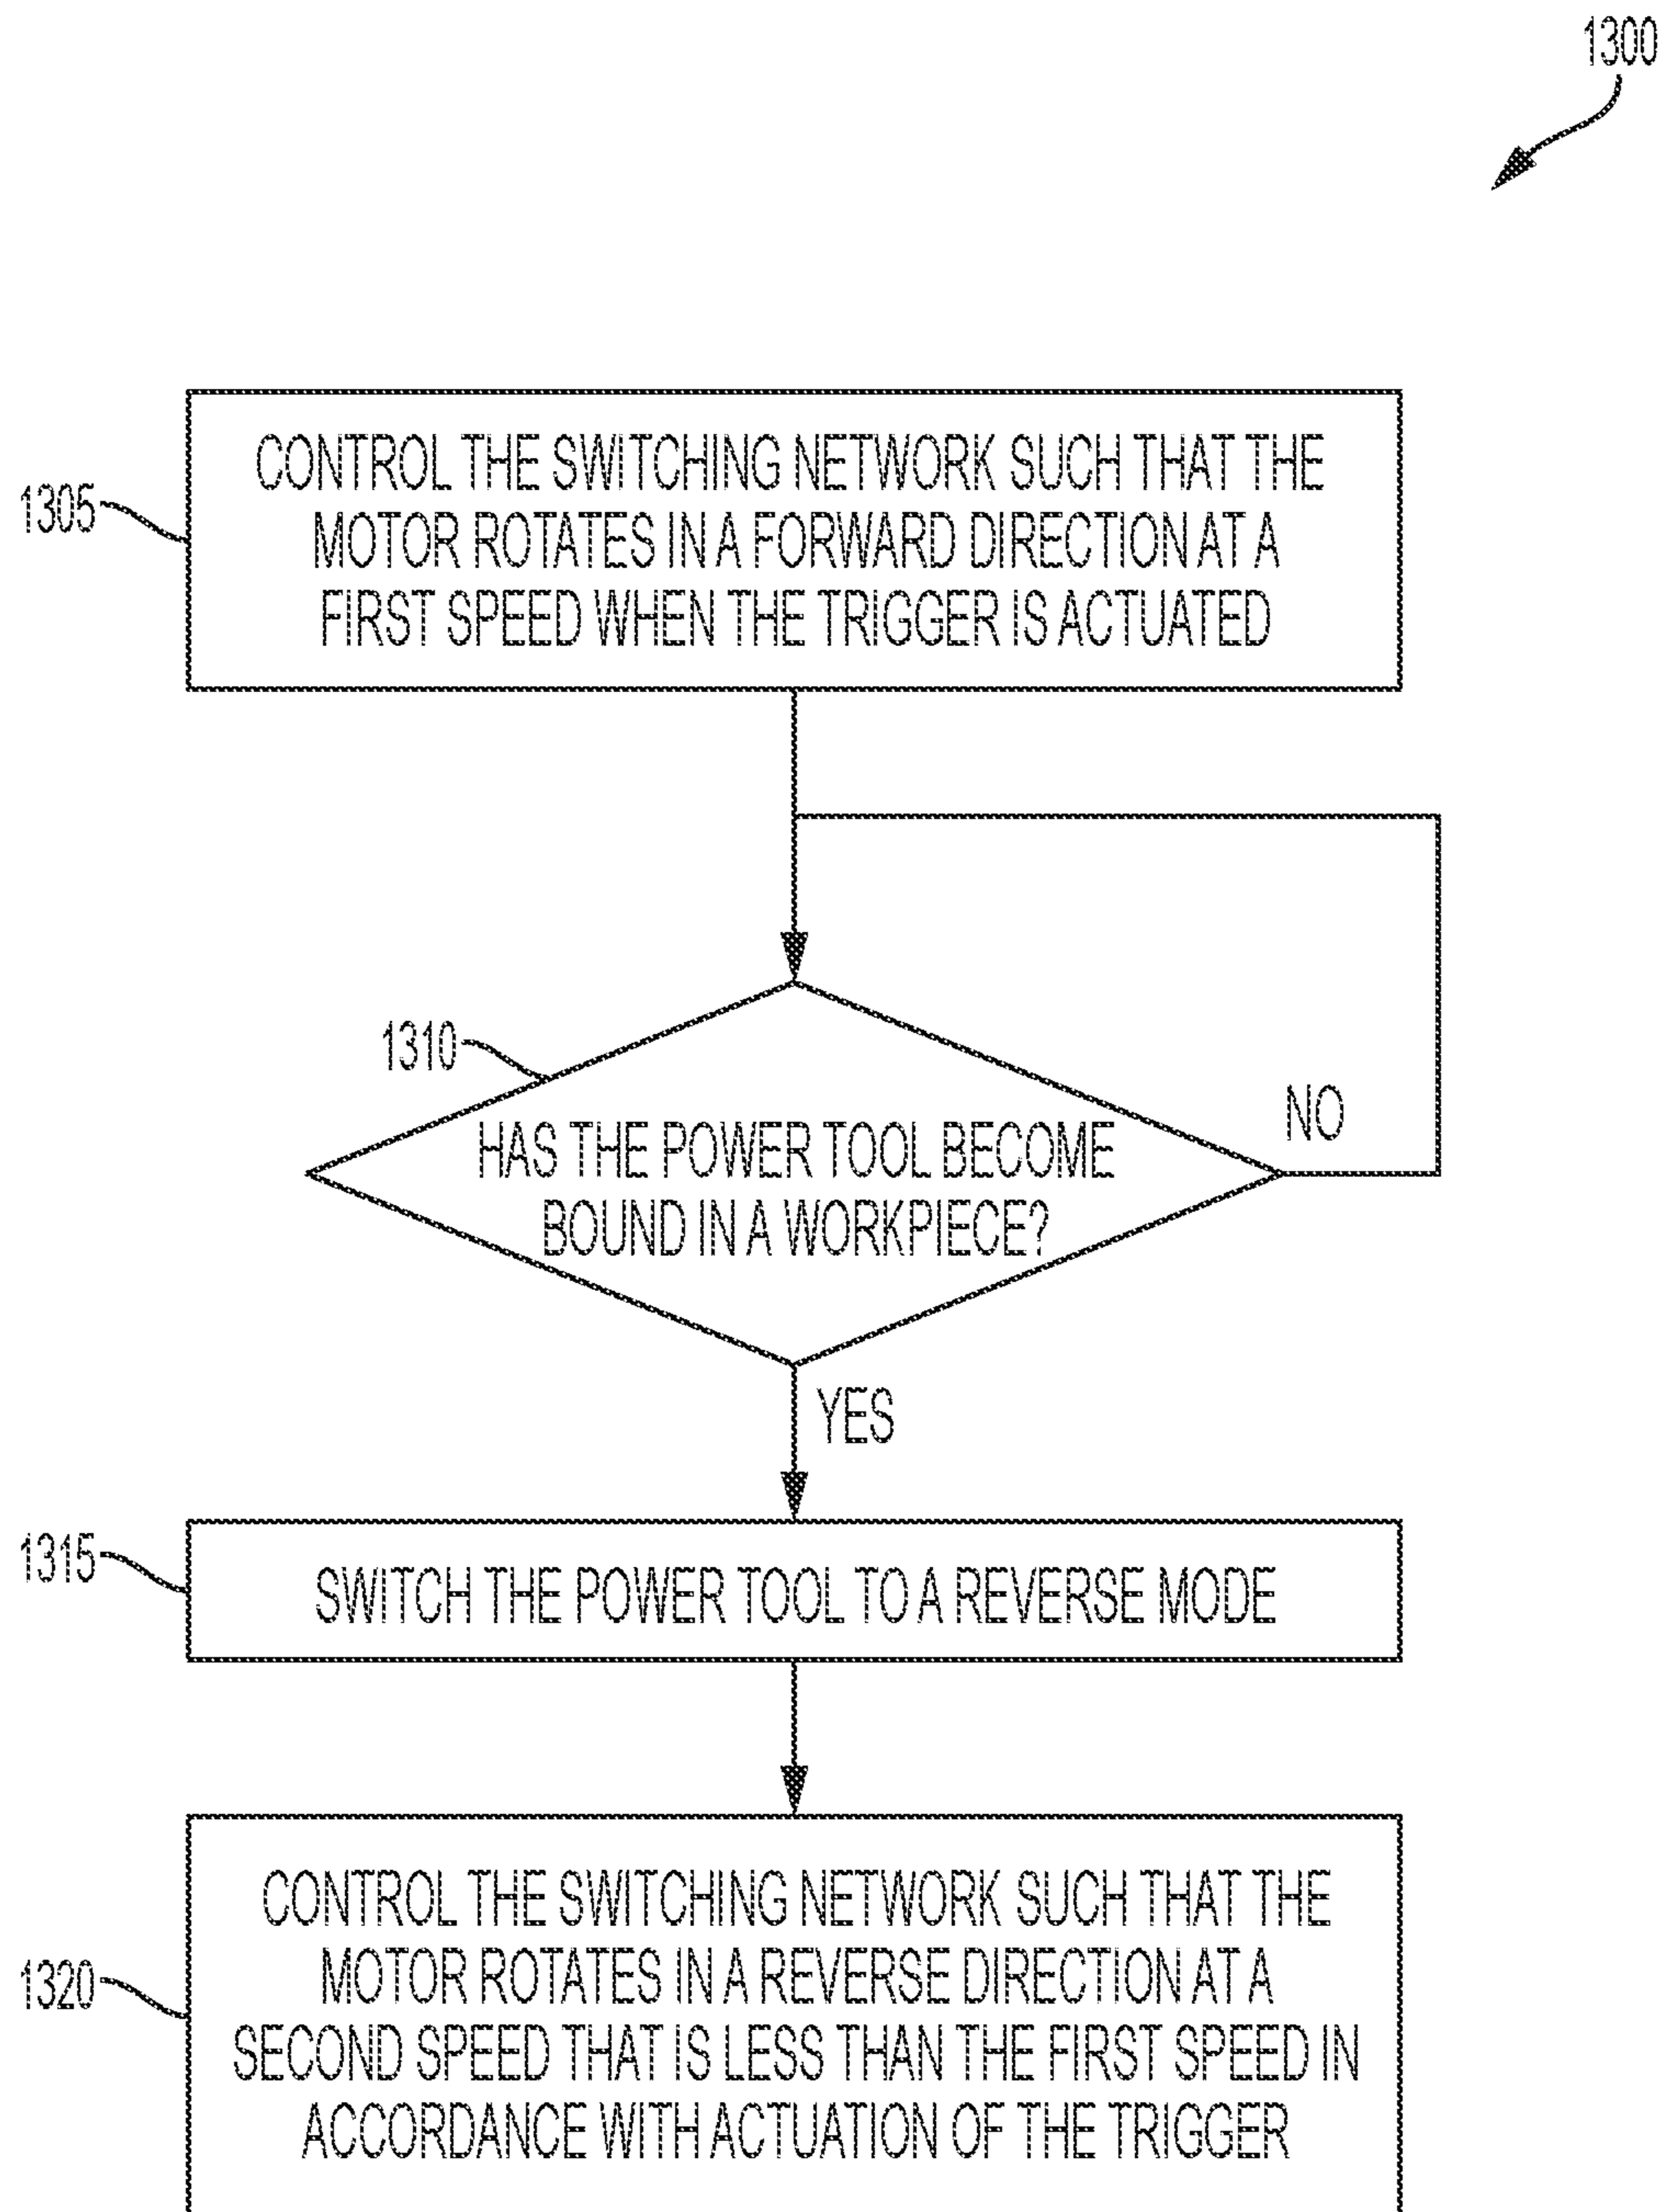 1300
1305
CONTROL THE SWITCHING NETWORK SUCH THAT THE
MOTOR ROTATES IN A FORWARD DIRECTION AT A
FIRST SPEED WHEN THE TRIGGER IS ACTUATED
1310
HAS THE POWER TOOL BECOME
BOUND IN A WORKPIECE?
NO
YES
1315
SWITCH THE POWER TOOL TO A REVERSE MODE
1320
CONTROL THE SWITCHING NETWORK SUCH THAT THE
MOTOR ROTATES IN A REVERSE DIRECTION AT A
SECOND SPEED THAT IS LESS THAN THE FIRST SPEED IN
ACCORDANCE WITH ACTUATION OF THE TRIGGER